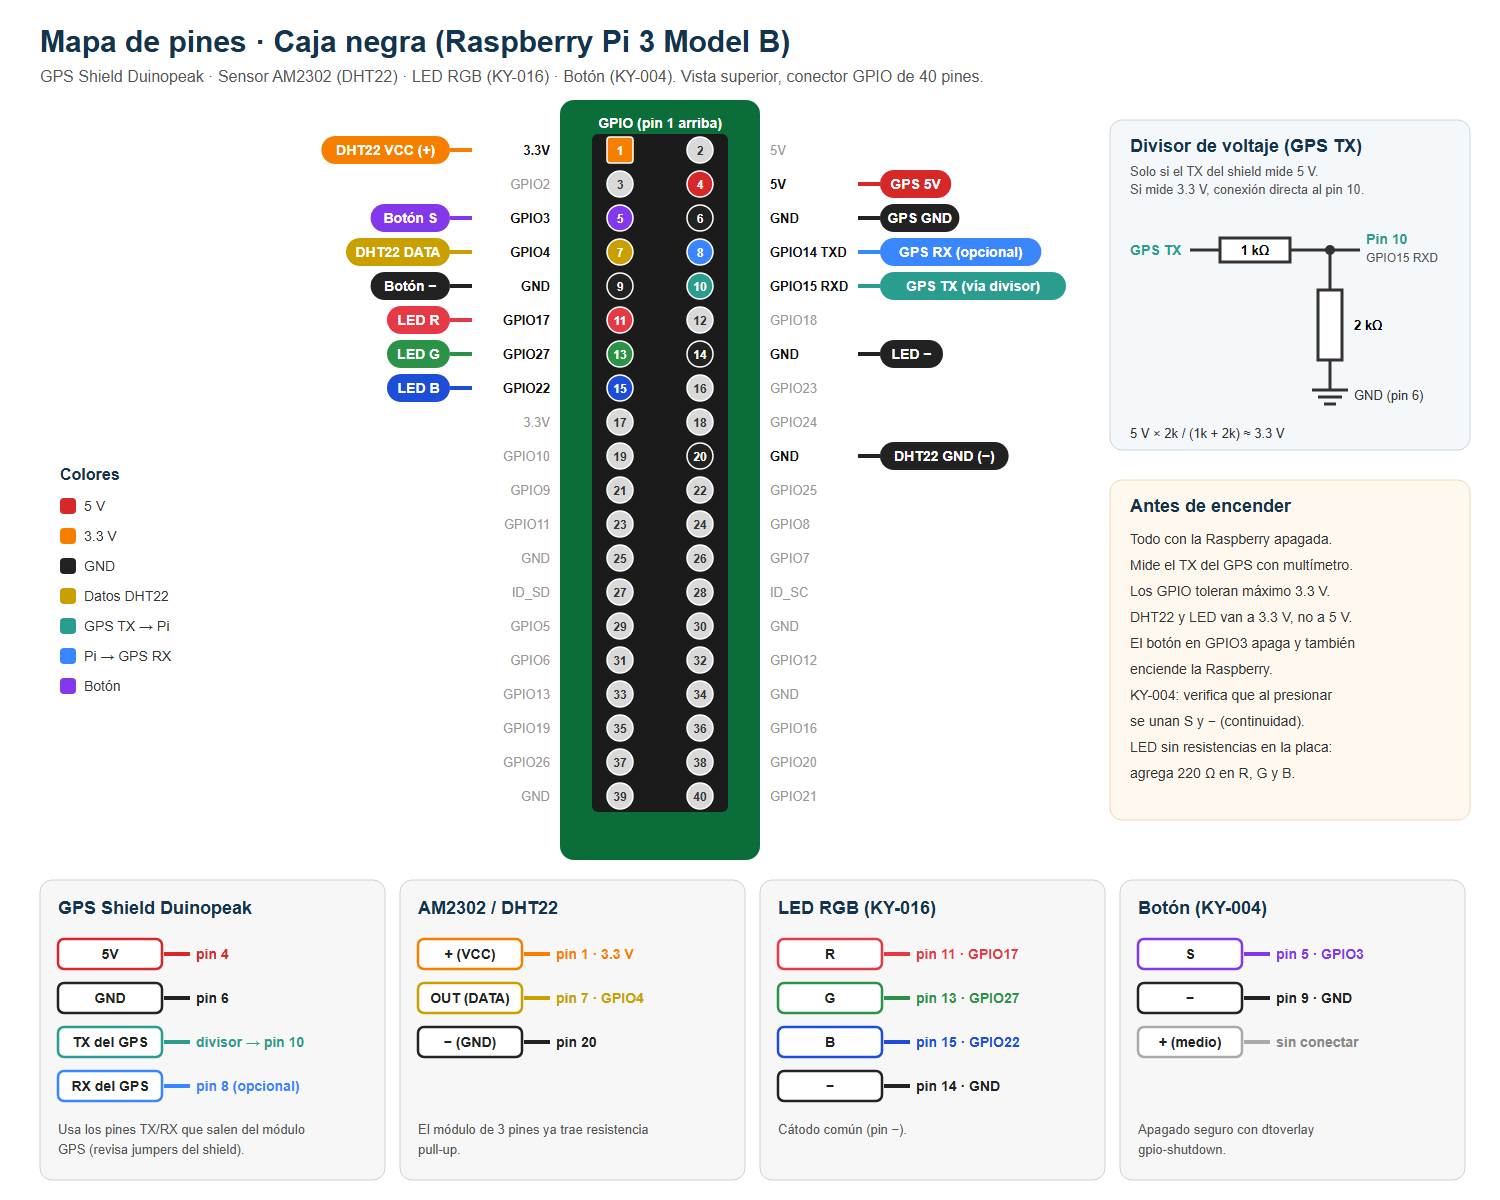 Mapa de pines · Caja negra (Raspberry Pi 3 Model B)
GPS Shield Duinopeak · Sensor AM2302 (DHT22) · LED RGB (KY-016) · Botón (KY-004). Vista superior, conector GPIO de 40 pines.
GPIO (pin 1 arriba)
DHT22 VCC (+) 3.3V 1 2 5V
GPIO2 3 4 5V GPS 5V
Botón S GPIO3 5 6 GND GPS GND
DHT22 DATA GPIO4 7 8 GPIO14 TXD GPS RX (opcional)
Botón − GND 9 10 GPIO15 RXD GPS TX (vía divisor)
LED R GPIO17 11 12 GPIO18
LED G GPIO27 13 14 GND LED −
LED B GPIO22 15 16 GPIO23
3.3V 17 18 GPIO24
GPIO10 19 20 GND DHT22 GND (−)
GPIO9 21 22 GPIO25
GPIO11 23 24 GPIO8
GND 25 26 GPIO7
ID_SD 27 28 ID_SC
GPIO5 29 30 GND
GPIO6 31 32 GPIO12
GPIO13 33 34 GND
GPIO19 35 36 GPIO16
GPIO26 37 38 GPIO20
GND 39 40 GPIO21
Colores
5 V
3.3 V
GND
Datos DHT22
GPS TX → Pi
Pi → GPS RX
Botón
Divisor de voltaje (GPS TX)
Solo si el TX del shield mide 5 V.
Si mide 3.3 V, conexión directa al pin 10.
GPS TX 1 kΩ Pin 10
GPIO15 RXD
2 kΩ
GND (pin 6)
5 V × 2k / (1k + 2k) ≈ 3.3 V
Antes de encender
Todo con la Raspberry apagada.
Mide el TX del GPS con multímetro.
Los GPIO toleran máximo 3.3 V.
DHT22 y LED van a 3.3 V, no a 5 V.
El botón en GPIO3 apaga y también
enciende la Raspberry.
KY-004: verifica que al presionar
se unan S y − (continuidad).
LED sin resistencias en la placa:
agrega 220 Ω en R, G y B.
GPS Shield Duinopeak
5V pin 4
GND pin 6
TX del GPS divisor → pin 10
RX del GPS pin 8 (opcional)
Usa los pines TX/RX que salen del módulo
GPS (revisa jumpers del shield).
AM2302 / DHT22
+ (VCC) pin 1 · 3.3 V
OUT (DATA) pin 7 · GPIO4
− (GND) pin 20
El módulo de 3 pines ya trae resistencia
pull-up.
LED RGB (KY-016)
R pin 11 · GPIO17
G pin 13 · GPIO27
B pin 15 · GPIO22
− pin 14 · GND
Cátodo común (pin −).
Botón (KY-004)
S pin 5 · GPIO3
− pin 9 · GND
+ (medio) sin conectar
Apagado seguro con dtoverlay
gpio-shutdown.